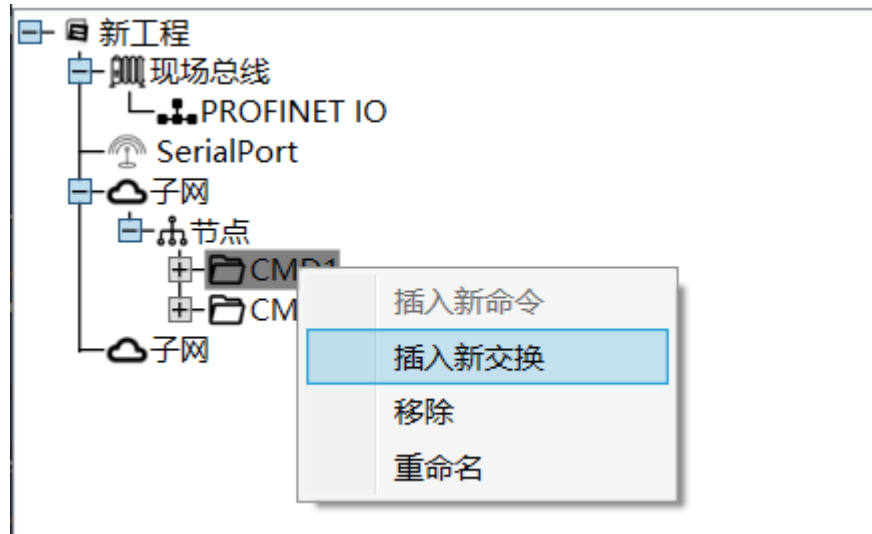 新工程
现场总线
PROFINET IO
SerialPort
子网
节点
CMD1
CM
子网
插入新命令
插入新交换
移除
重命名